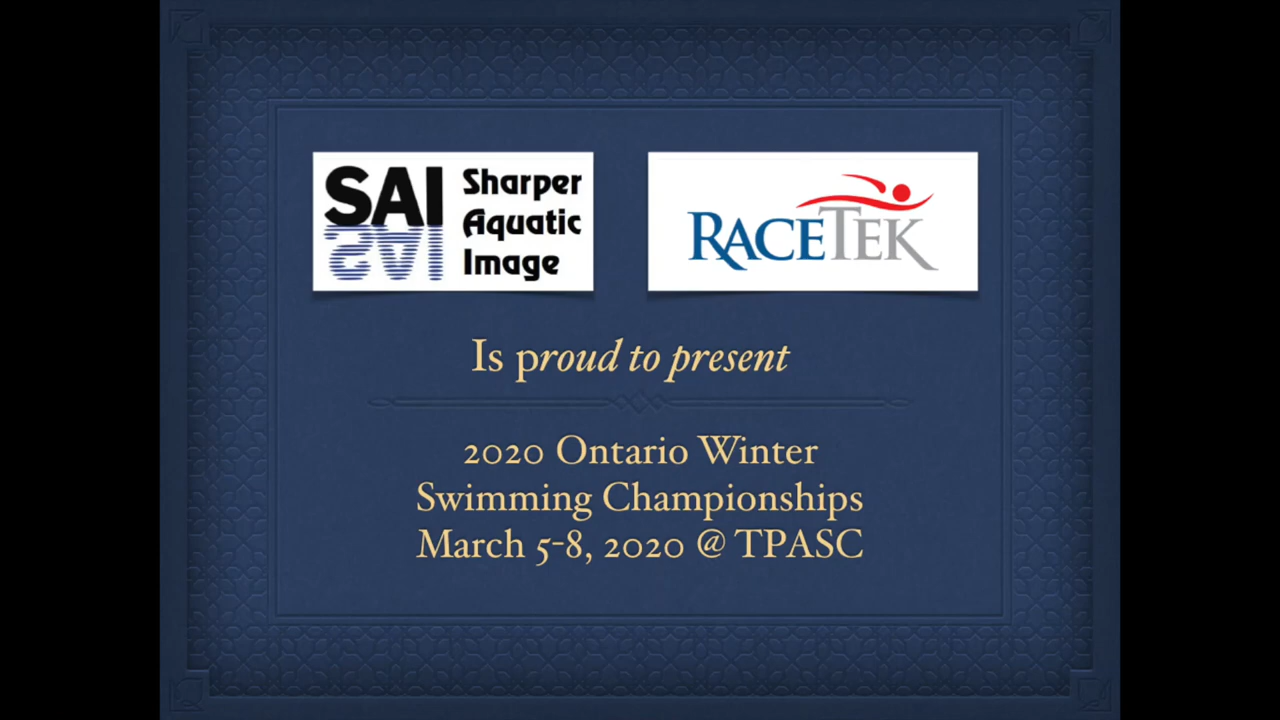 SAI
Sharper
Aquatic
Image
RACETEK
Is proud to present
2020 Ontario Winter
Swimming Championships
March 5-8, 2020 @ TPASC